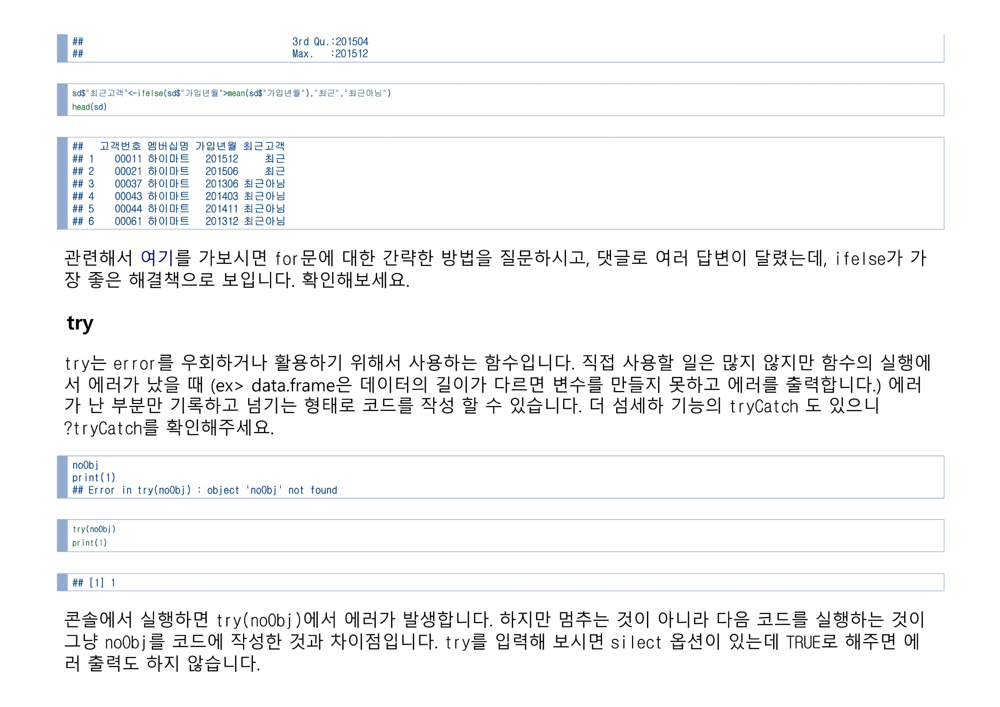 ##                                       3rd Qu.:201504
##                                       Max.   :201512
sd$"최근고객"<-ifelse(sd$"가입년월">mean(sd$"가입년월"),"최근","최근아님")
head(sd)
##   고객번호 멤버십명 가입년월 최근고객
## 1    00011 하이마트   201512     최근
## 2    00021 하이마트   201506     최근
## 3    00037 하이마트   201306 최근아님
## 4    00043 하이마트   201403 최근아님
## 5    00044 하이마트   201411 최근아님
## 6    00061 하이마트   201312 최근아님
관련해서 여기를 가보시면 for문에 대한 간략한 방법을 질문하시고, 댓글로 여러 답변이 달렸는데, ifelse가 가
장 좋은 해결책으로 보입니다. 확인해보세요.
try
try는 error를 우회하거나 활용하기 위해서 사용하는 함수입니다. 직접 사용할 일은 많지 않지만 함수의 실행에
서 에러가 났을 때 (ex> data.frame은 데이터의 길이가 다르면 변수를 만들지 못하고 에러를 출력합니다.) 에러
가 난 부분만 기록하고 넘기는 형태로 코드를 작성 할 수 있습니다. 더 섬세하 기능의 tryCatch 도 있으니
?tryCatch를 확인해주세요.
noObj
print(1)
## Error in try(noObj) : object 'noObj' not found
try(noObj)
print(1)
## [1] 1
콘솔에서 실행하면 try(noObj)에서 에러가 발생합니다. 하지만 멈추는 것이 아니라 다음 코드를 실행하는 것이
그냥 noObj를 코드에 작성한 것과 차이점입니다. try를 입력해 보시면 silect 옵션이 있는데 TRUE로 해주면 에
러 출력도 하지 않습니다.